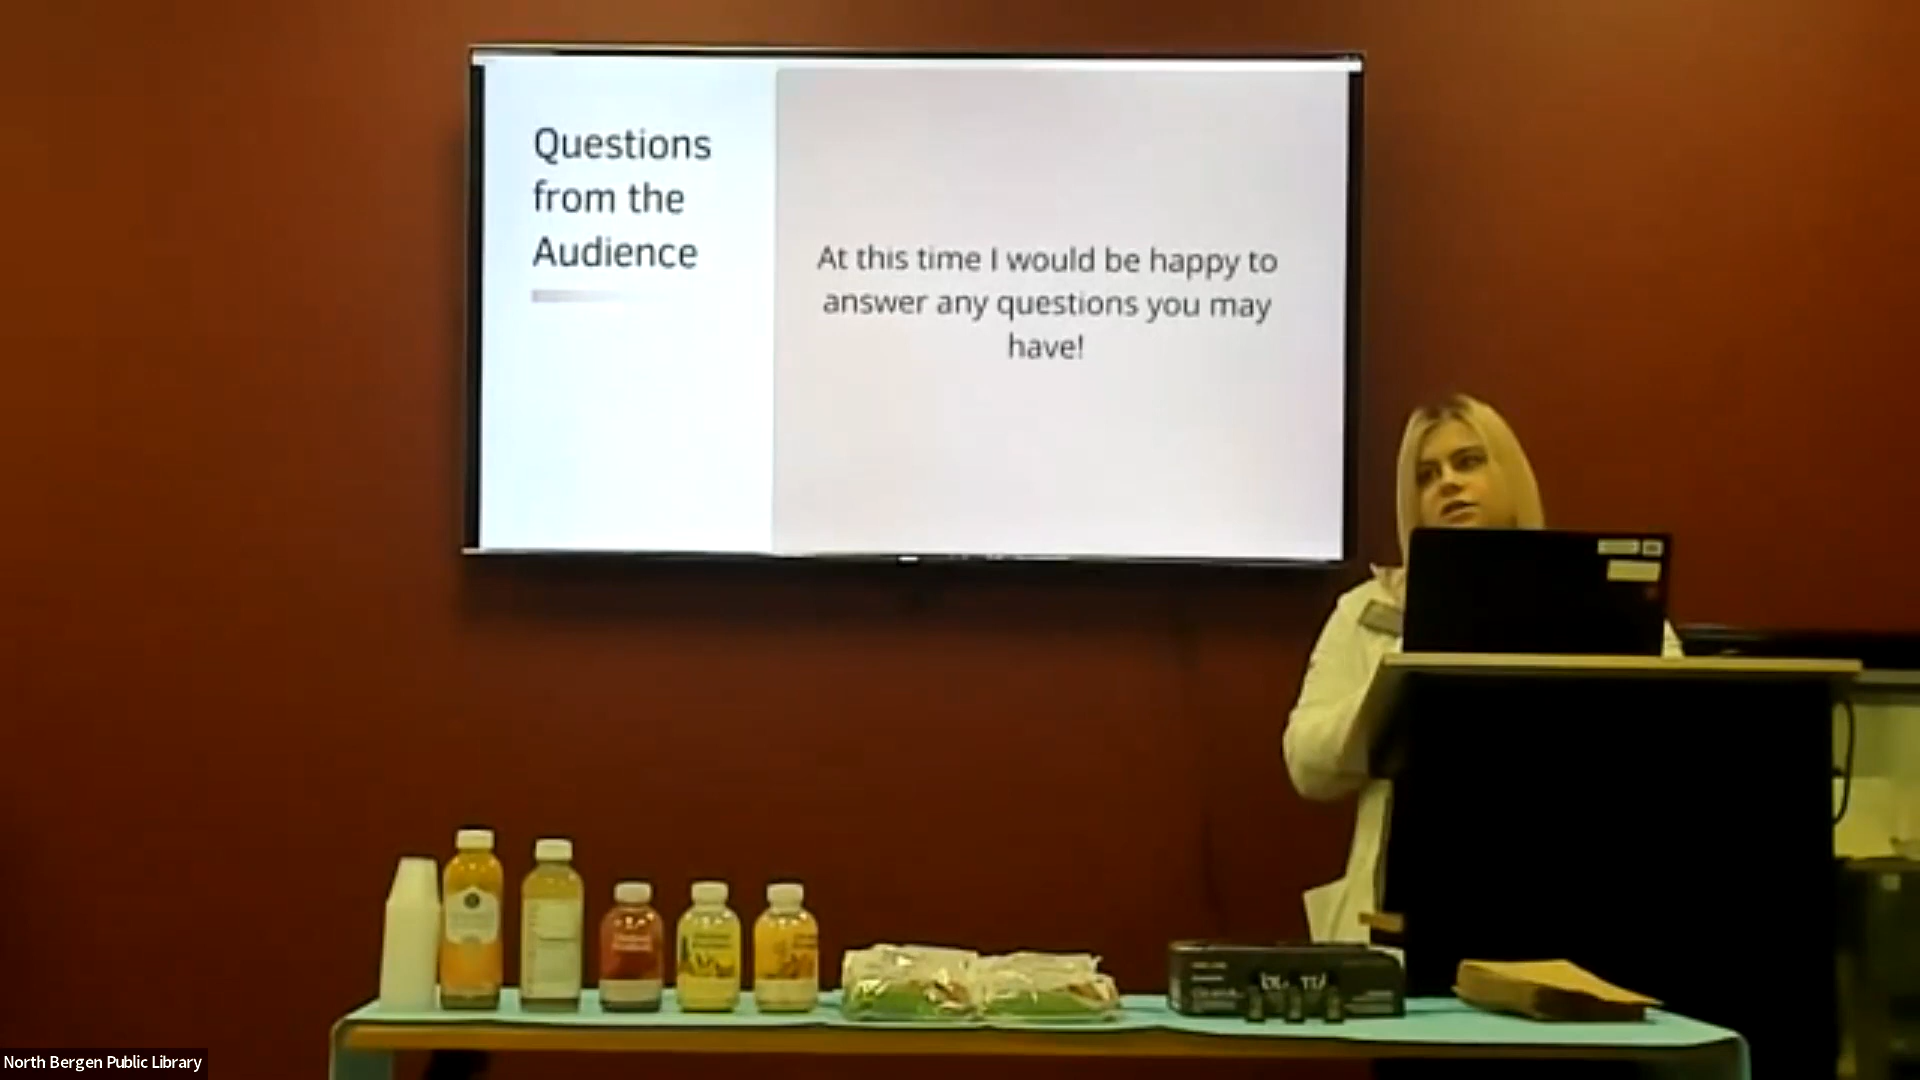 Questions
from the
Audience
At this time I would be happy to
answer any questions you may
have!
North Bergen Public Library